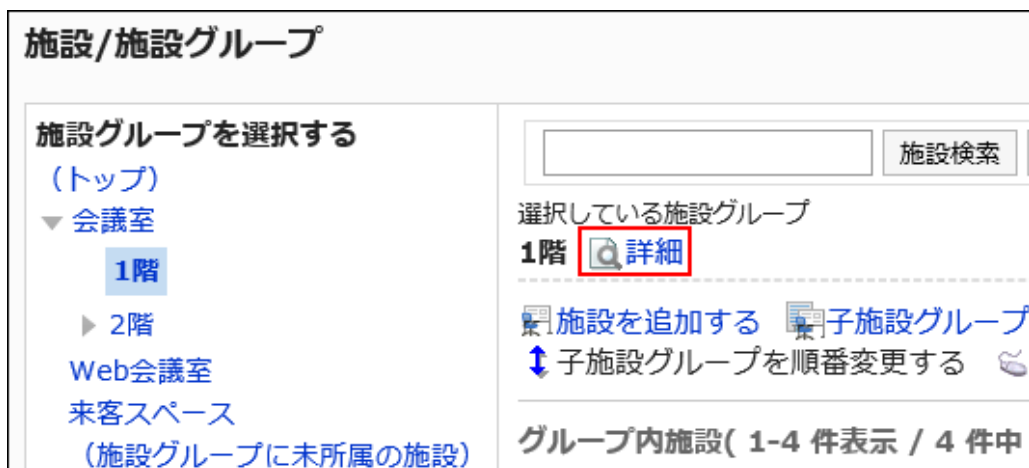 施設/施設グループ
施設グループを選択する
(トップ)
会議室
1階
2階
Web会議室
来客スペース
(施設グループに未所属の施設)
施設検索
選択している施設グループ
1階 詳細
施設を追加する 子施設グループ
子施設グループを順番変更する
グループ内施設( 1-4 件表示 / 4 件中